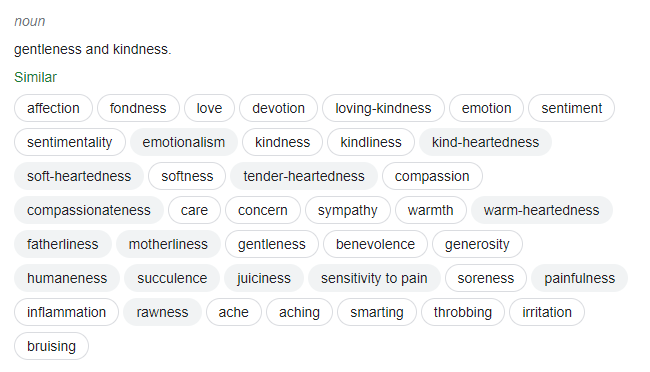 noun
gentleness and kindness.
Similar
affection fondness love devotion loving-kindness emotion sentiment
sentimentality emotionalism kindness kindliness kind-heartedness
soft-heartedness softness tender-heartedness compassion
compassionateness care concern sympathy warmth warm-heartedness
fatherliness motherliness gentleness benevolence generosity
humaneness succulence juiciness sensitivity to pain soreness painfulness
inflammation rawness ache aching smarting throbbing irritation
bruising